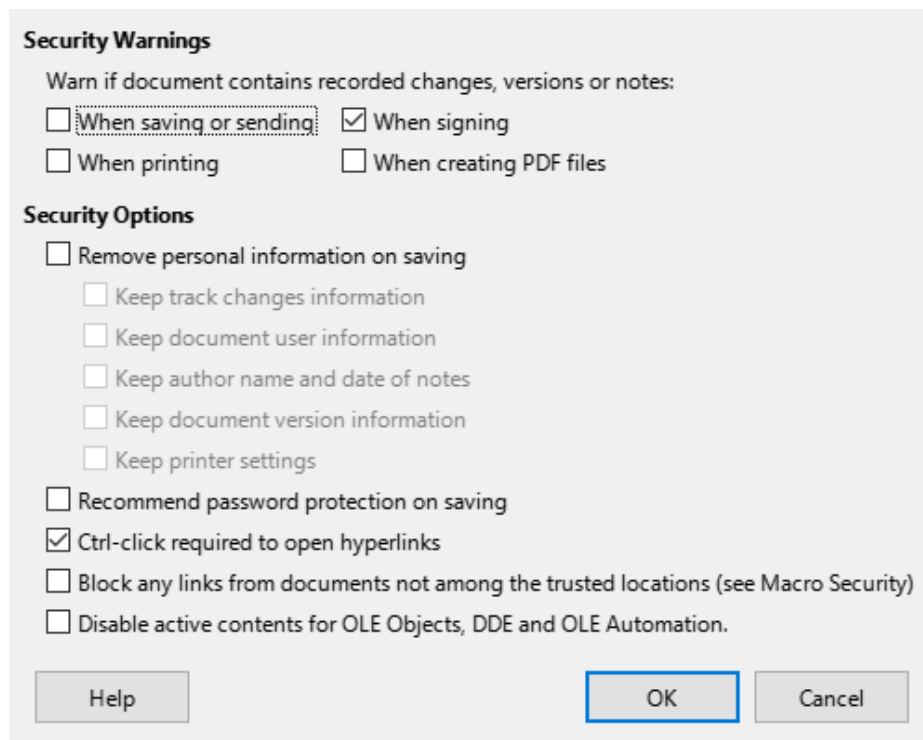 Security Warnings
Warn if document contains recorded changes, versions or notes:
When saving or sending When signing
When printing When creating PDF files
Security Options
Remove personal information on saving
Keep track changes information
Keep document user information
Keep author name and date of notes
Keep document version information
Keep printer settings
Recommend password protection on saving
Ctrl-click required to open hyperlinks
Block any links from documents not among the trusted locations (see Macro Security)
Disable active contents for OLE Objects, DDE and OLE Automation.
Help OK Cancel